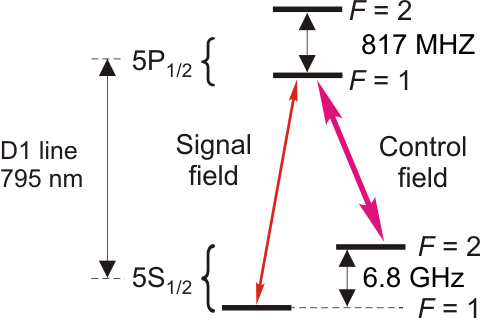 F = 2
817 MHZ
5P1/2
F = 1
D1 line
795 nm
Signal
field
Control
field
F = 2
5S1/2
6.8 GHz
F = 1